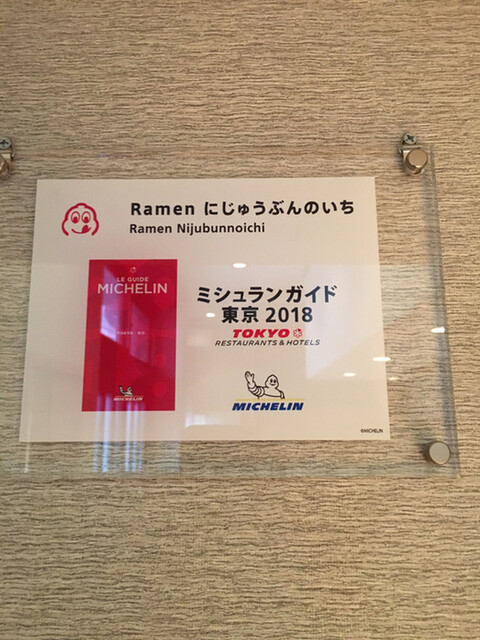 Ramen にじゅうぶんのいち
Ramen Nijubunnoichi
LE GUIDE
MICHELIN
MICHELIN
ミシュランガイド
東京 2018
TOKYO
RESTAURANTS & HOTELS
MICHELIN
©MICHELIN